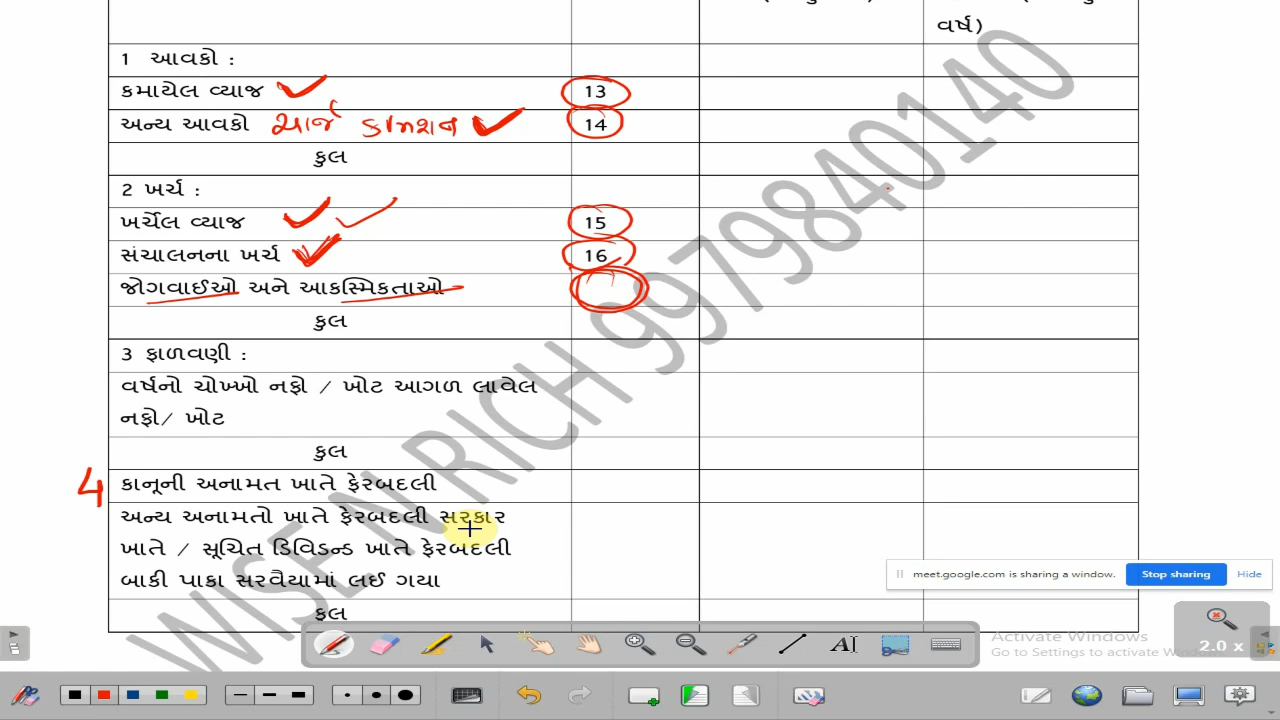 વર્ષ)
1 આવકો :
કમાયેલ વ્યાજ 13
અન્ય આવકો ચાર્જ કમિશન 14
કુલ
2 ખર્ચ :
ખર્ચેલ વ્યાજ 15
સંચાલનના ખર્ચ 16
જોગવાઈઓ અને આકસ્મિકતાઓ
કુલ
3 ફાળવણી :
વર્ષનો ચોખ્ખો નફો / ખોટ આગળ લાવેલ
નફો/ ખોટ
કુલ
4 કાનૂની અનામત ખાતે ફેરબદલી
અન્ય અનામતો ખાતે ફેરબદલી સરકાર
ખાતે / સૂચિત ડિવિડન્ડ ખાતે ફેરબદલી
બાકી પાકા સરવૈયામાં લઈ ગયા
કુલ
WISE N RICH 9979840140
meet.google.com is sharing a window. Stop sharing Hide
Activate Windows
Go to Settings to activate Windows.
2.0 x
AI